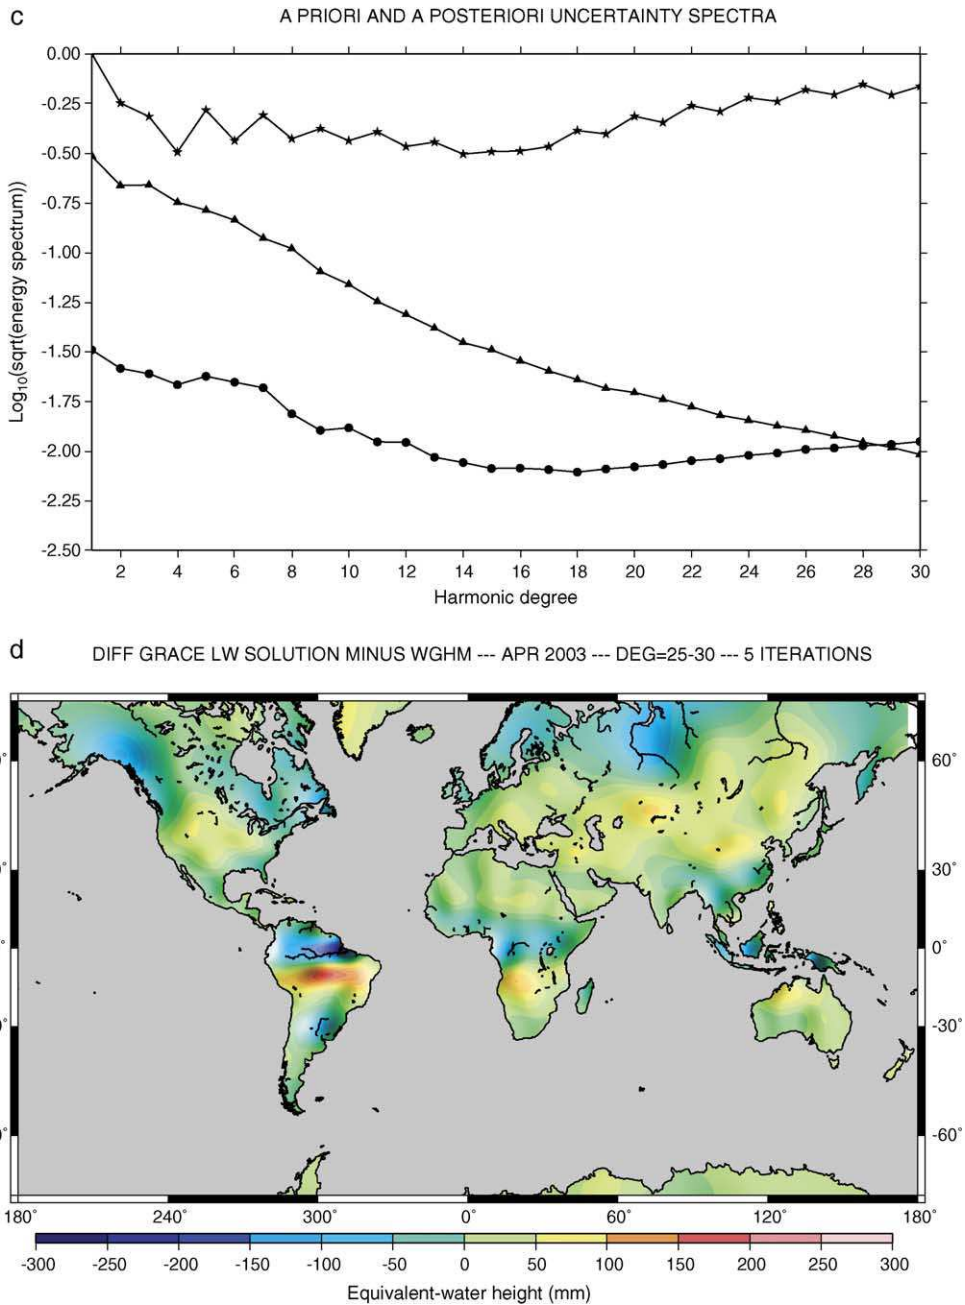 c
A PRIORI AND A POSTERIORI UNCERTAINTY SPECTRA
0.00
-0.25
-0.50
-0.75
-1.00
-1.25
-1.50
-1.75
-2.00
-2.25
-2.50
Log10(sqrt(energy spectrum))
2 4 6 8 10 12 14 16 18 20 22 24 26 28 30
Harmonic degree
d
DIFF GRACE LW SOLUTION MINUS WGHM --- APR 2003 --- DEG=25-30 --- 5 ITERATIONS
60°
30°
0°
-30°
-60°
180° 240° 300° 0° 60° 120° 180°
-300 -250 -200 -150 -100 -50 0 50 100 150 200 250 300
Equivalent-water height (mm)